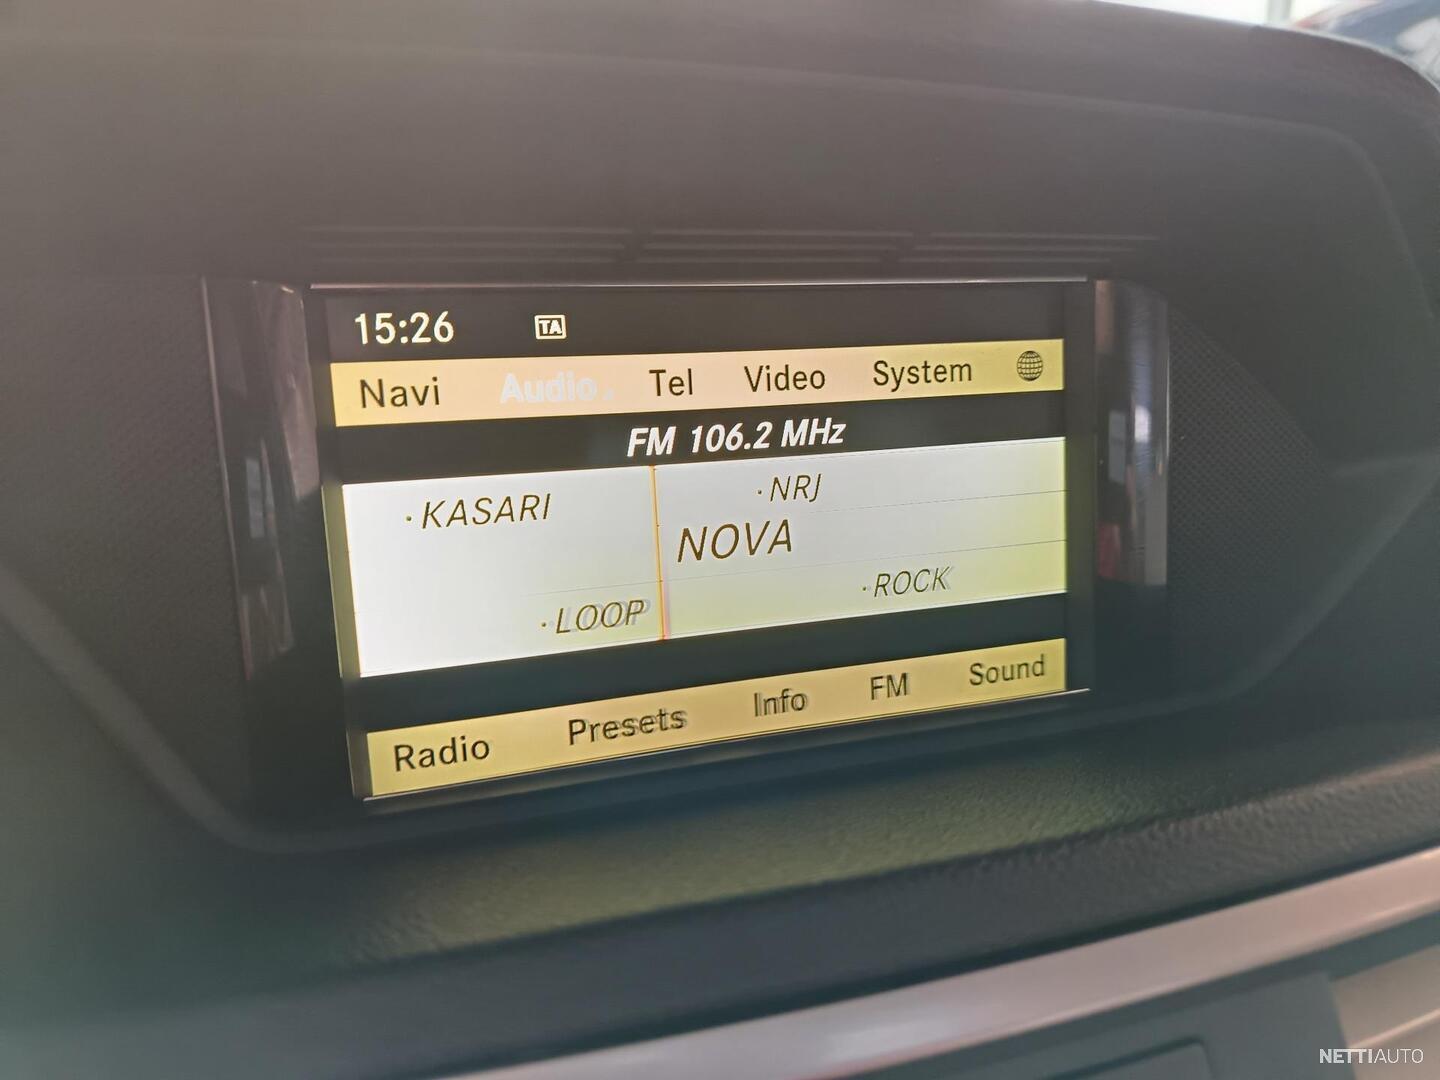 15:26 TA
Navi Audio Tel Video System
FM 106.2 MHz
·KASARI ·NRJ
NOVA
·LOOP ·ROCK
Radio Presets Info FM Sound
NETTIAUTO